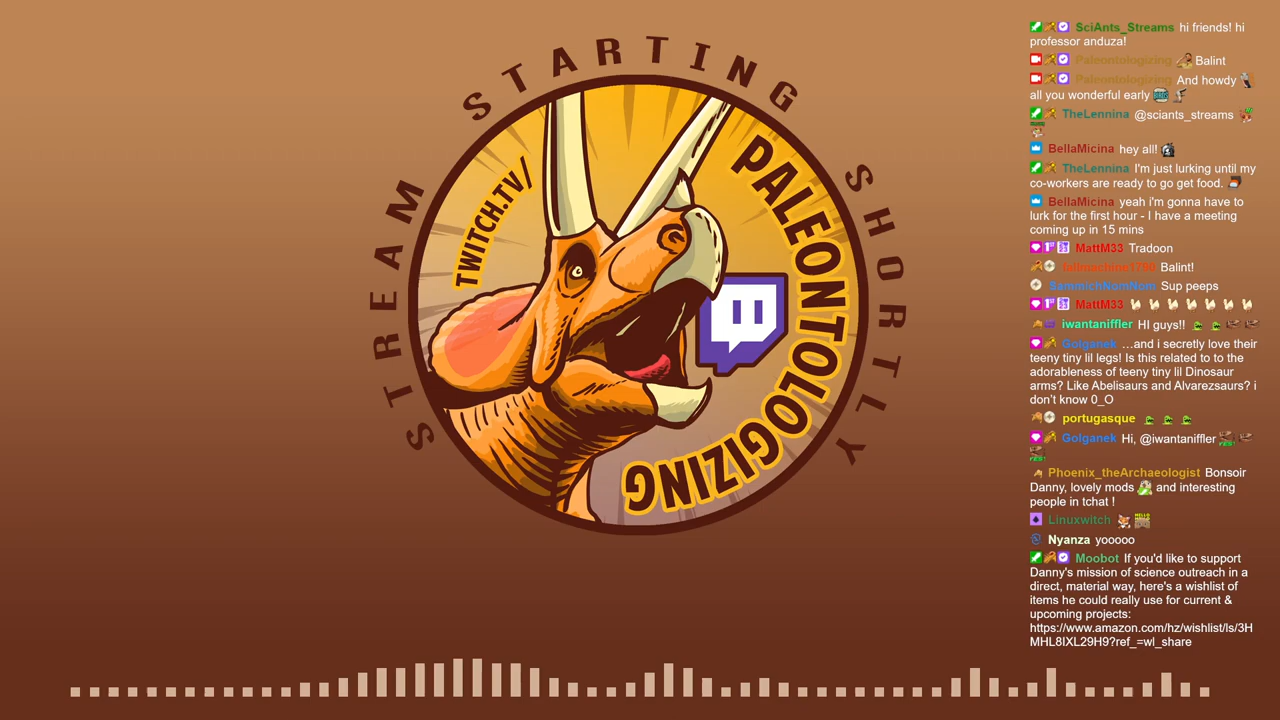 STREAM STARTING SHORTLY
TWITCH.TV/
PALEONTOLOGIZING
SciAnts_Streams hi friends! hi
professor anduza!
Paleontologizing Balint
Paleontologizing And howdy
all you wonderful early
TheLennina @sciants_streams
BellaMicina hey all!
TheLennina I'm just lurking until my
co-workers are ready to go get food.
BellaMicina yeah i'm gonna have to
lurk for the first hour - I have a meeting
coming up in 15 mins
MattM33 Tradoon
Balint!
SammichNomNom Sup peeps
MattM33
iwantaniffler HI guys!!
Golganek …and i secretly love their
teeny tiny lil legs! Is this related to to the
adorableness of teeny tiny lil Dinosaur
arms? Like Abelisaurs and Alvarezsaurs? i
don't know 0_O
portugasque
Golganek Hi, @iwantaniffler
Phoenix_theArchaeologist Bonsoir
Danny, lovely mods and interesting
people in tchat !
Linuxwitch
Nyanza yooooo
Moobot If you'd like to support
Danny's mission of science outreach in a
direct, material way, here's a wishlist of
items he could really use for current &
upcoming projects:
https://www.amazon.com/hz/wishlist/ls/3H
MHL8IXL29H9?ref_=wl_share